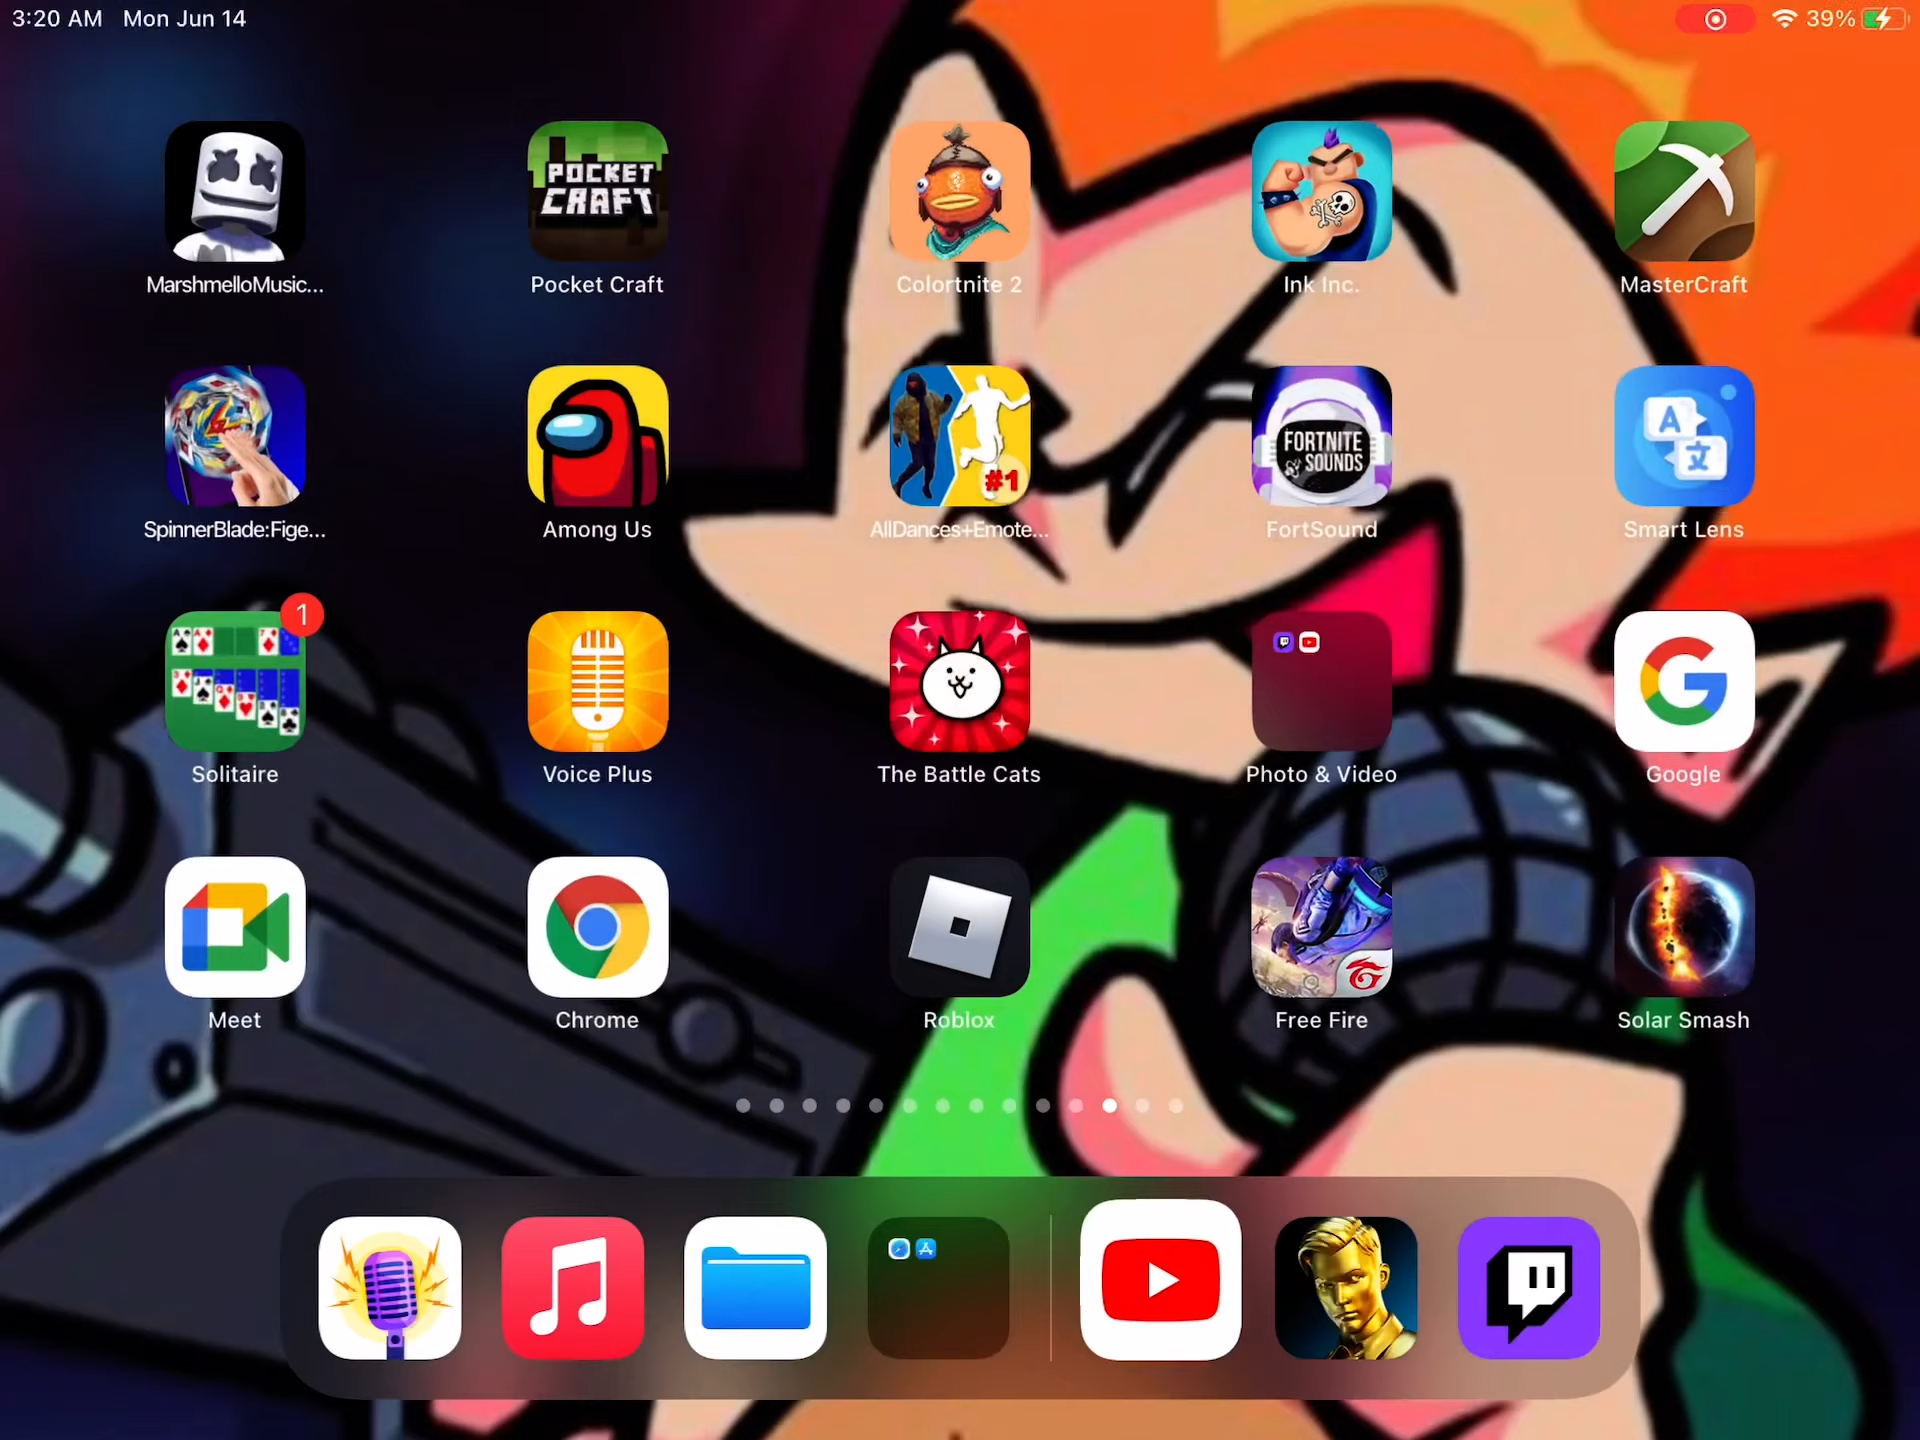 3:20 AM Mon Jun 14
39%
POCKET
CRAFT
MarshmelloMusic...
Pocket Craft
Colortnite 2
Ink Inc.
MasterCraft
#1
FORTNITE
SOUNDS
A
文
SpinnerBlade:Fige...
Among Us
AllDances+Emote...
FortSound
Smart Lens
1
Solitaire
Voice Plus
The Battle Cats
Photo & Video
Google
Meet
Chrome
Roblox
Free Fire
Solar Smash